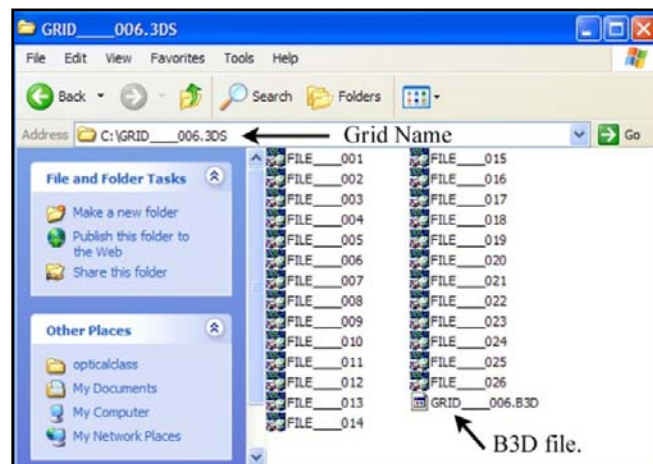 GRID____006.3DS
File Edit View Favorites Tools Help
Back Search Folders
Address C:\GRID____006.3DS Grid Name Go
File and Folder Tasks
Make a new folder
Publish this folder to
the Web
Share this folder
Other Places
opticalclass
My Documents
My Computer
My Network Places
FILE____001
FILE____002
FILE____003
FILE____004
FILE____005
FILE____006
FILE____007
FILE____008
FILE____009
FILE____010
FILE____011
FILE____012
FILE____013
FILE____014
FILE____015
FILE____016
FILE____017
FILE____018
FILE____019
FILE____020
FILE____021
FILE____022
FILE____023
FILE____024
FILE____025
FILE____026
GRID____006.B3D
B3D file.